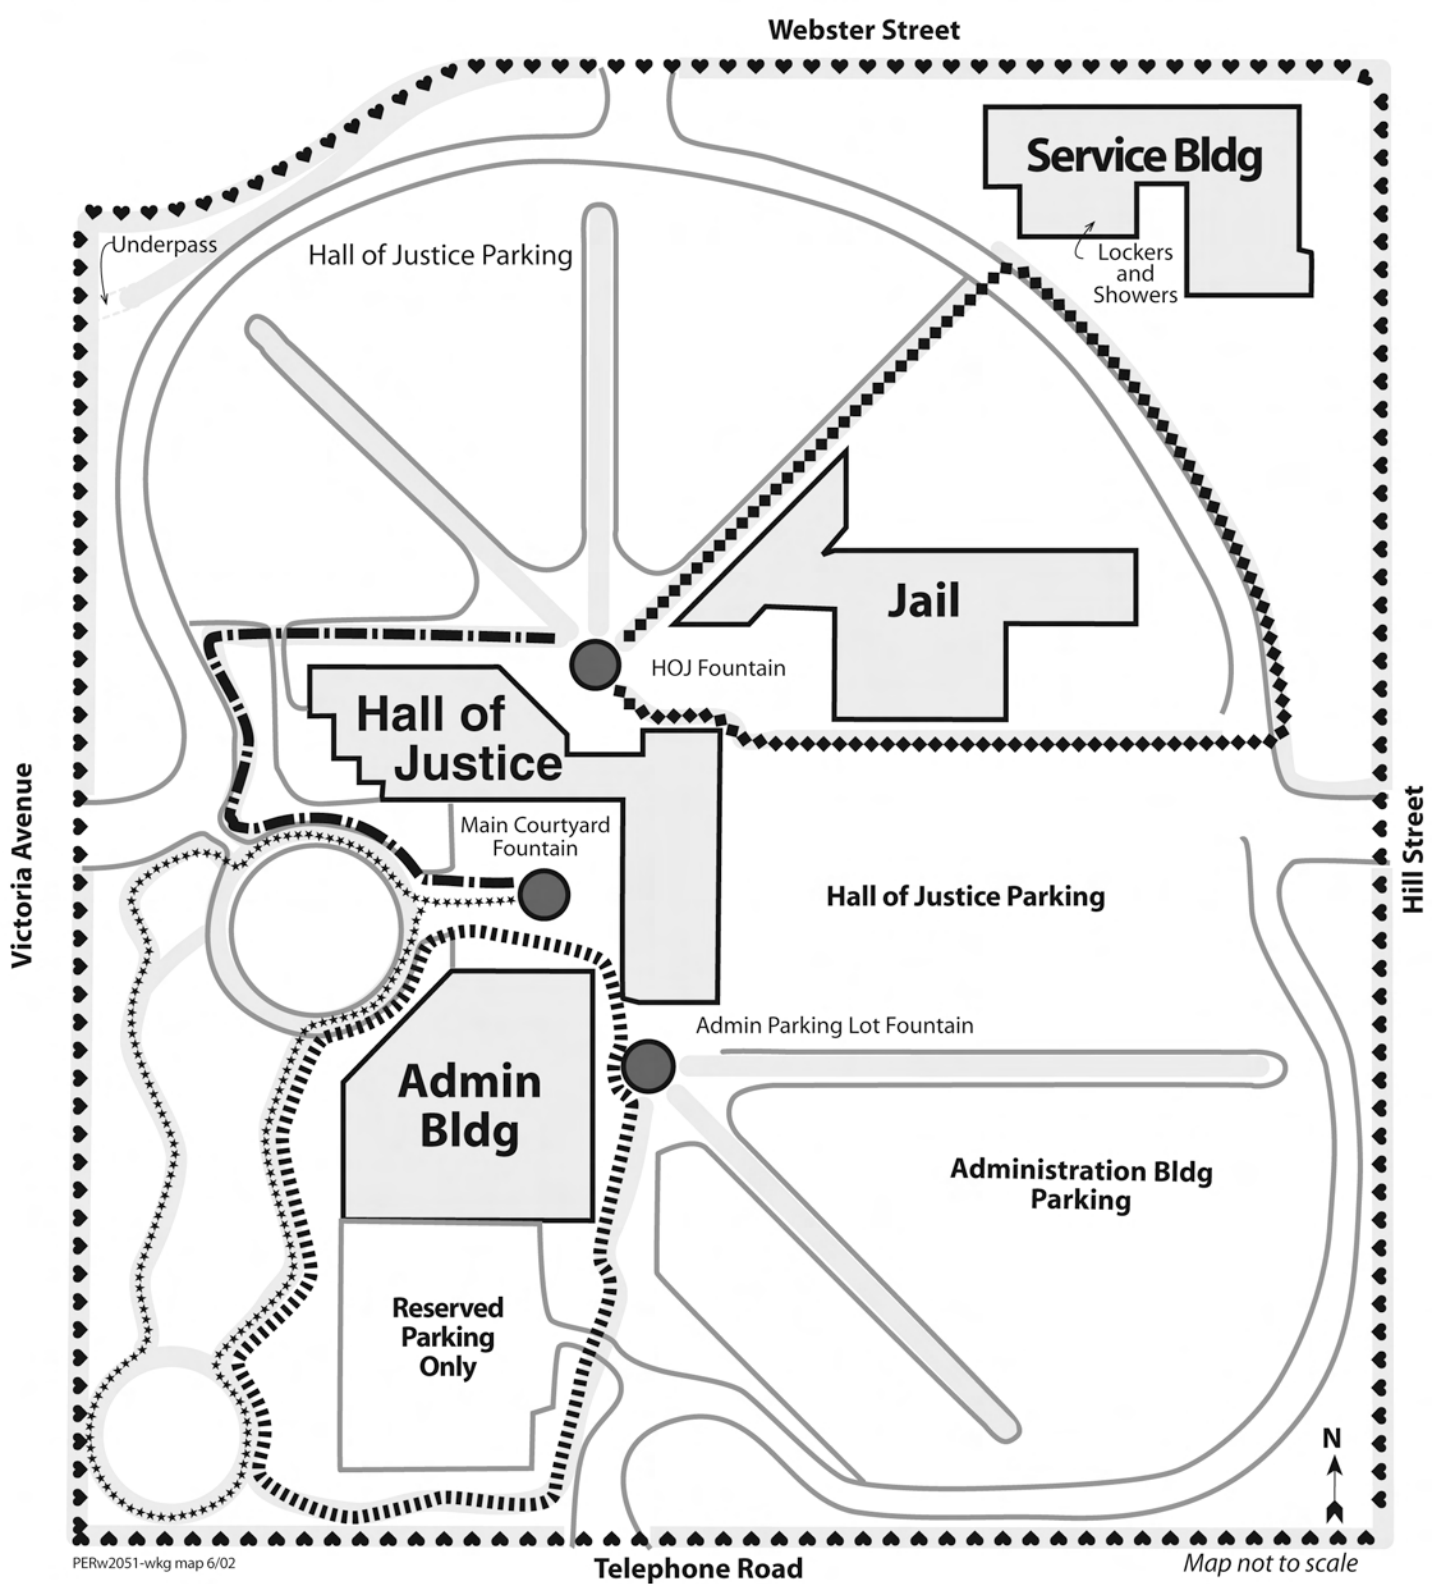 Webster Street
Service Bldg
Underpass
Hall of Justice Parking
Lockers
and
Showers
Jail
HOJ Fountain
Hall of
Justice
Victoria Avenue
Main Courtyard
Fountain
Hall of Justice Parking
Hill Street
Admin Parking Lot Fountain
Admin
Bldg
Administration Bldg
Parking
Reserved
Parking
Only
N
PERw2051-wkg map 6/02
Telephone Road
Map not to scale